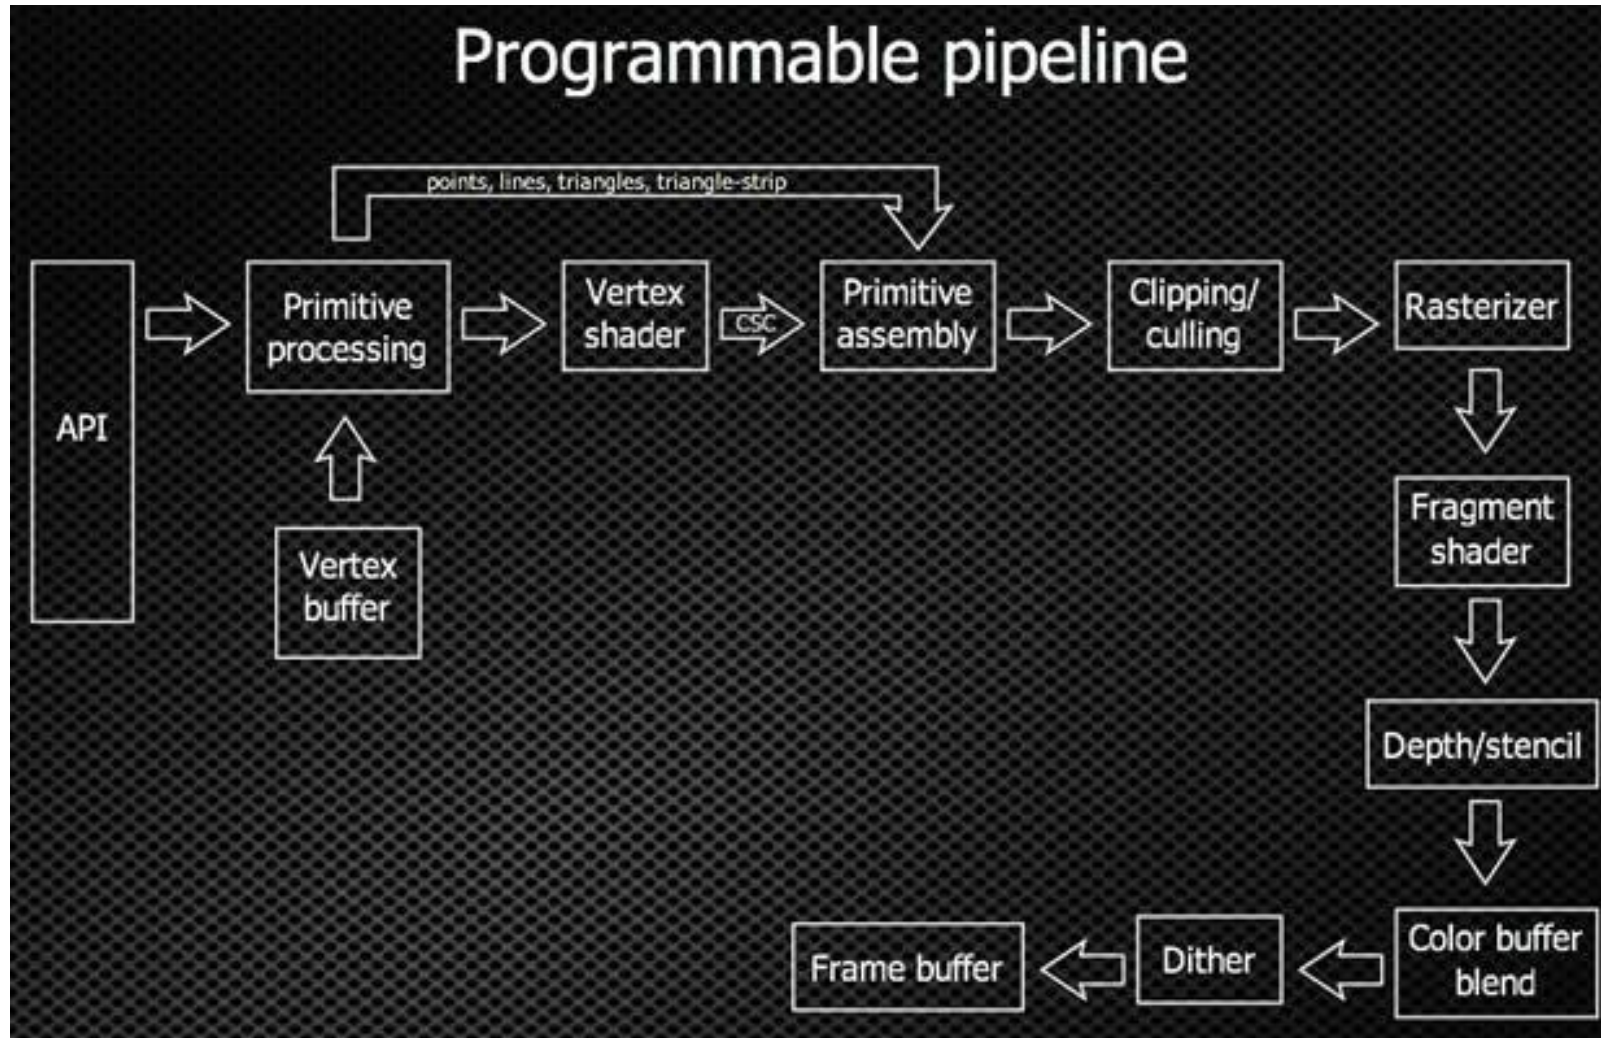 Programmable pipeline
points, lines, triangles, triangle-strip
API
Primitive
processing
Vertex
shader
CSC
Primitive
assembly
Clipping/
culling
Rasterizer
Vertex
buffer
Fragment
shader
Depth/stencil
Color buffer
blend
Dither
Frame buffer